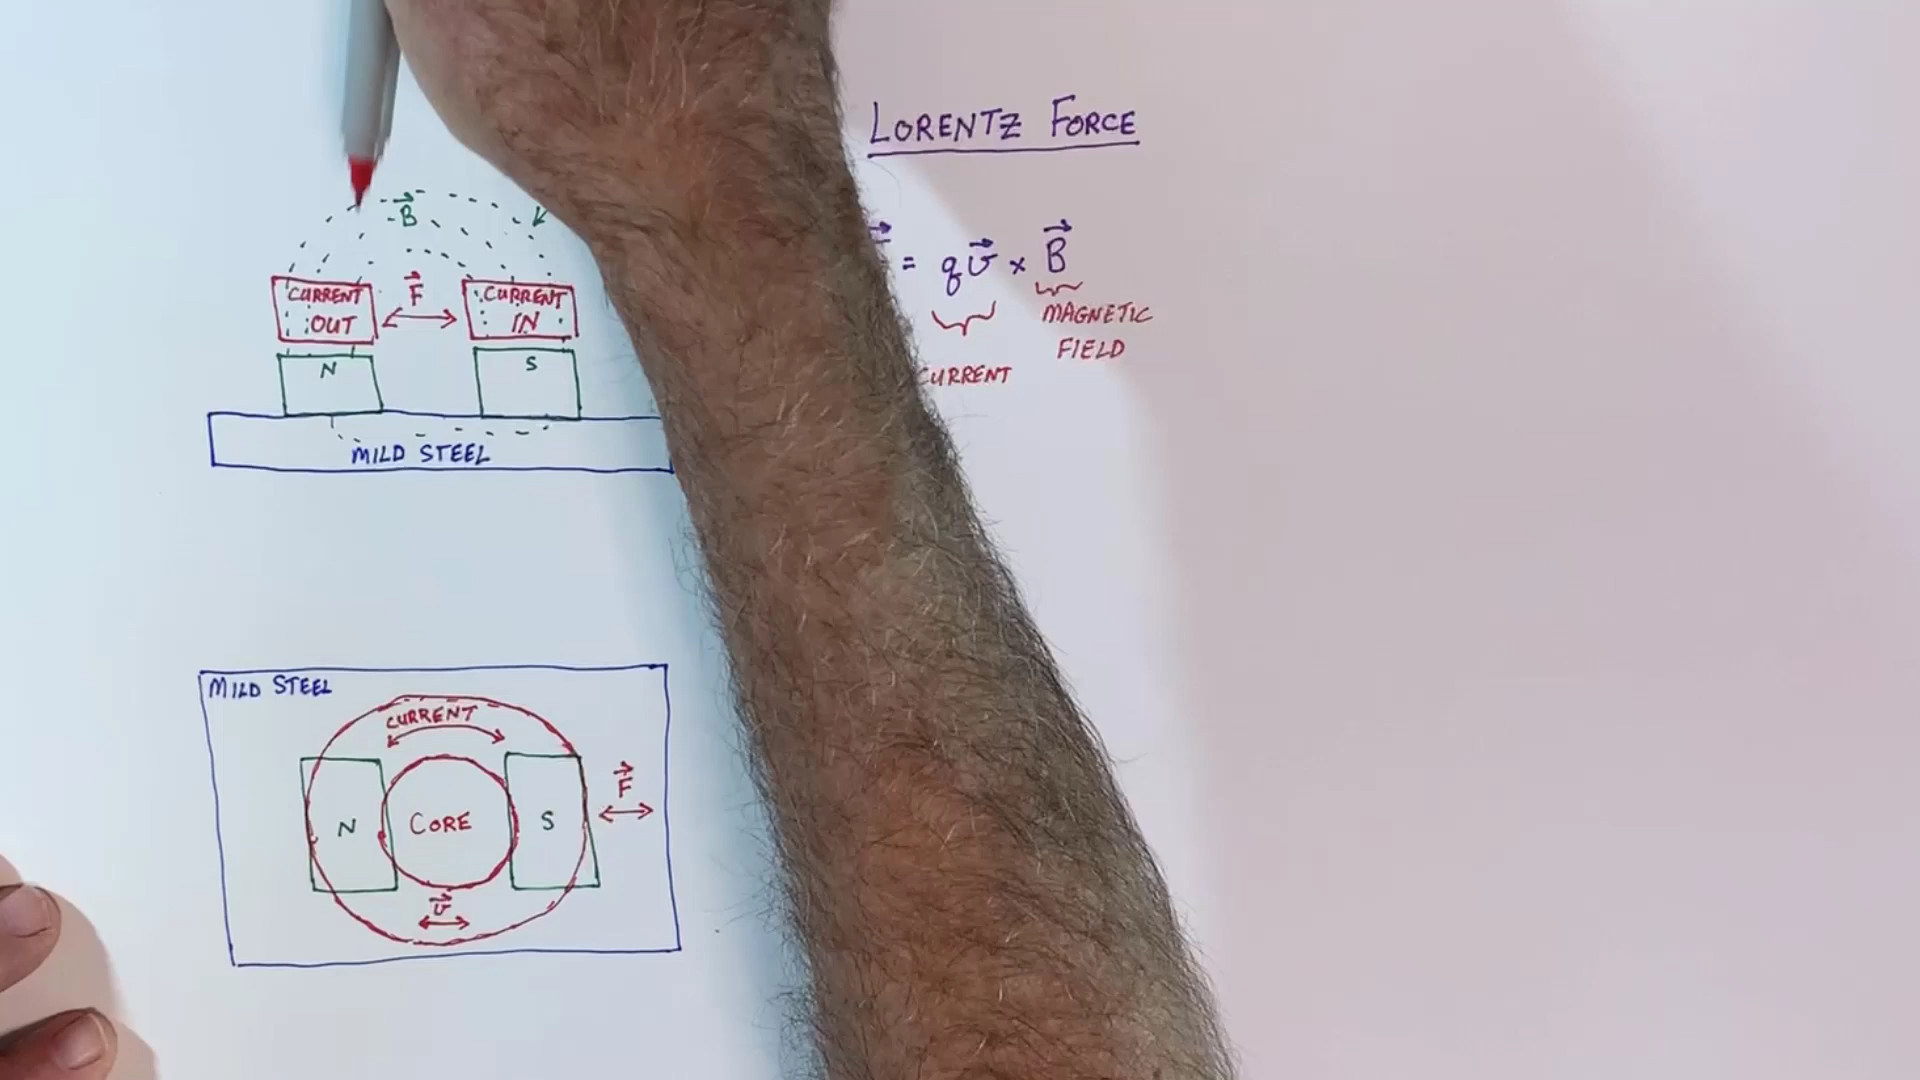 LORENTZ FORCE
= q v⃗ × B⃗
MAGNETIC
FIELD
CURRENT
B⃗
F⃗
CURRENT
OUT
CURRENT
IN
N
S
MILD STEEL
MILD STEEL
CURRENT
N
CORE
S
F⃗
v⃗